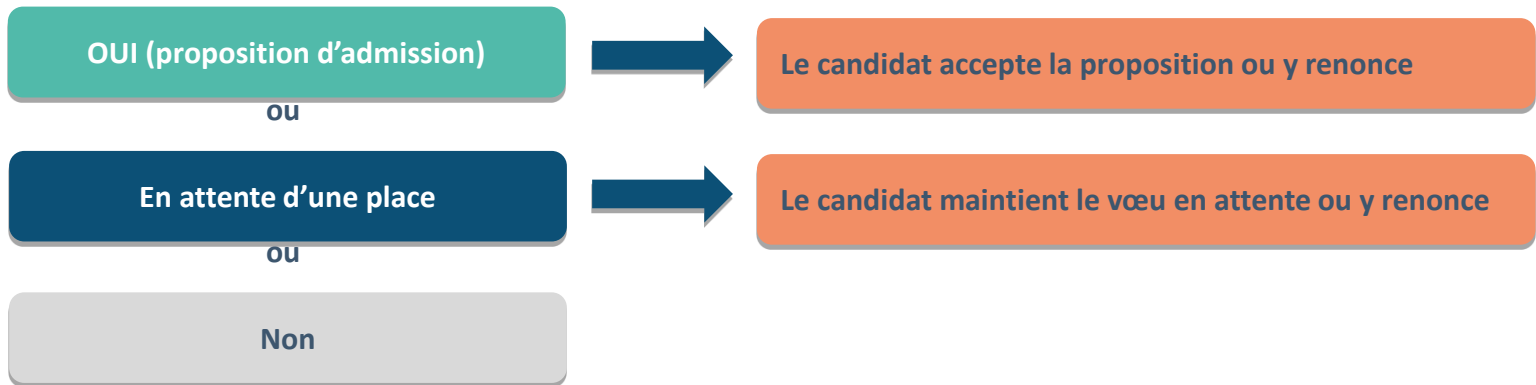 OUI (proposition d’admission)
Le candidat accepte la proposition ou y renonce
ou
En attente d’une place
Le candidat maintient le vœu en attente ou y renonce
ou
Non